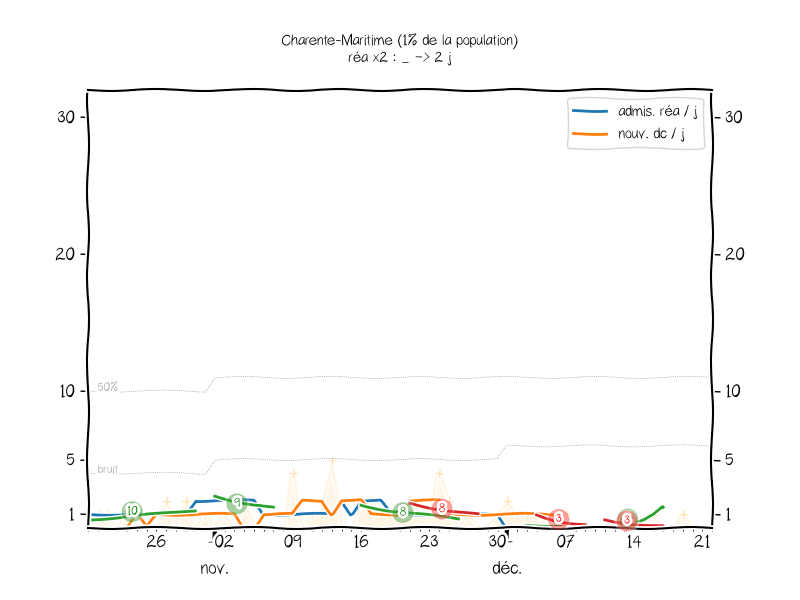 Charente-Maritime (1% de la population)
réa x2 : _ -> 2 j
admis. réa / j
nouv. dc / j
30 30
20 20
50%
10 10
bruit
5 5
1 1
10 9 8 8 3 3
26 02 09 16 23 30 07 14 21
nov. déc.